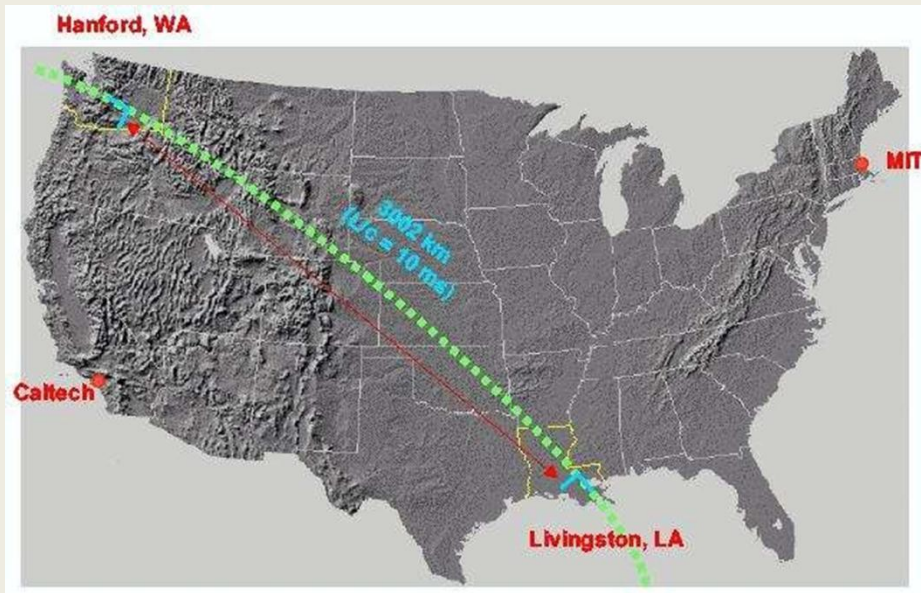 Hanford, WA
MIT
3002 km
(L/c = 10 ms)
Caltech
Livingston, LA